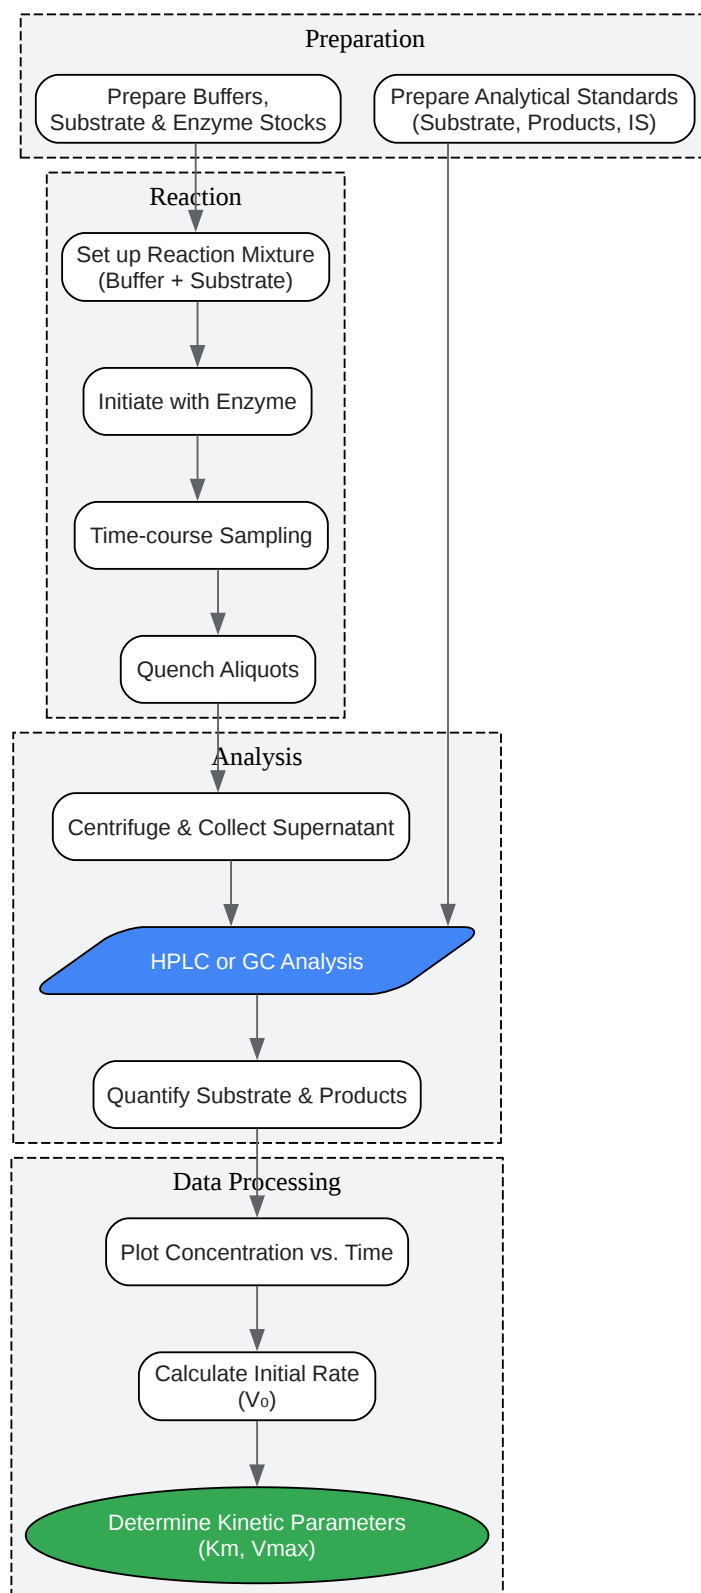 Preparation
Prepare Buffers,
Substrate & Enzyme Stocks
Prepare Analytical Standards
(Substrate, Products, IS)
Reaction
Set up Reaction Mixture
(Buffer + Substrate)
Initiate with Enzyme
Time-course Sampling
Quench Aliquots
Analysis
Centrifuge & Collect Supernatant
HPLC or GC Analysis
Quantify Substrate & Products
Data Processing
Plot Concentration vs. Time
Calculate Initial Rate
(V₀)
Determine Kinetic Parameters
(Km, Vmax)